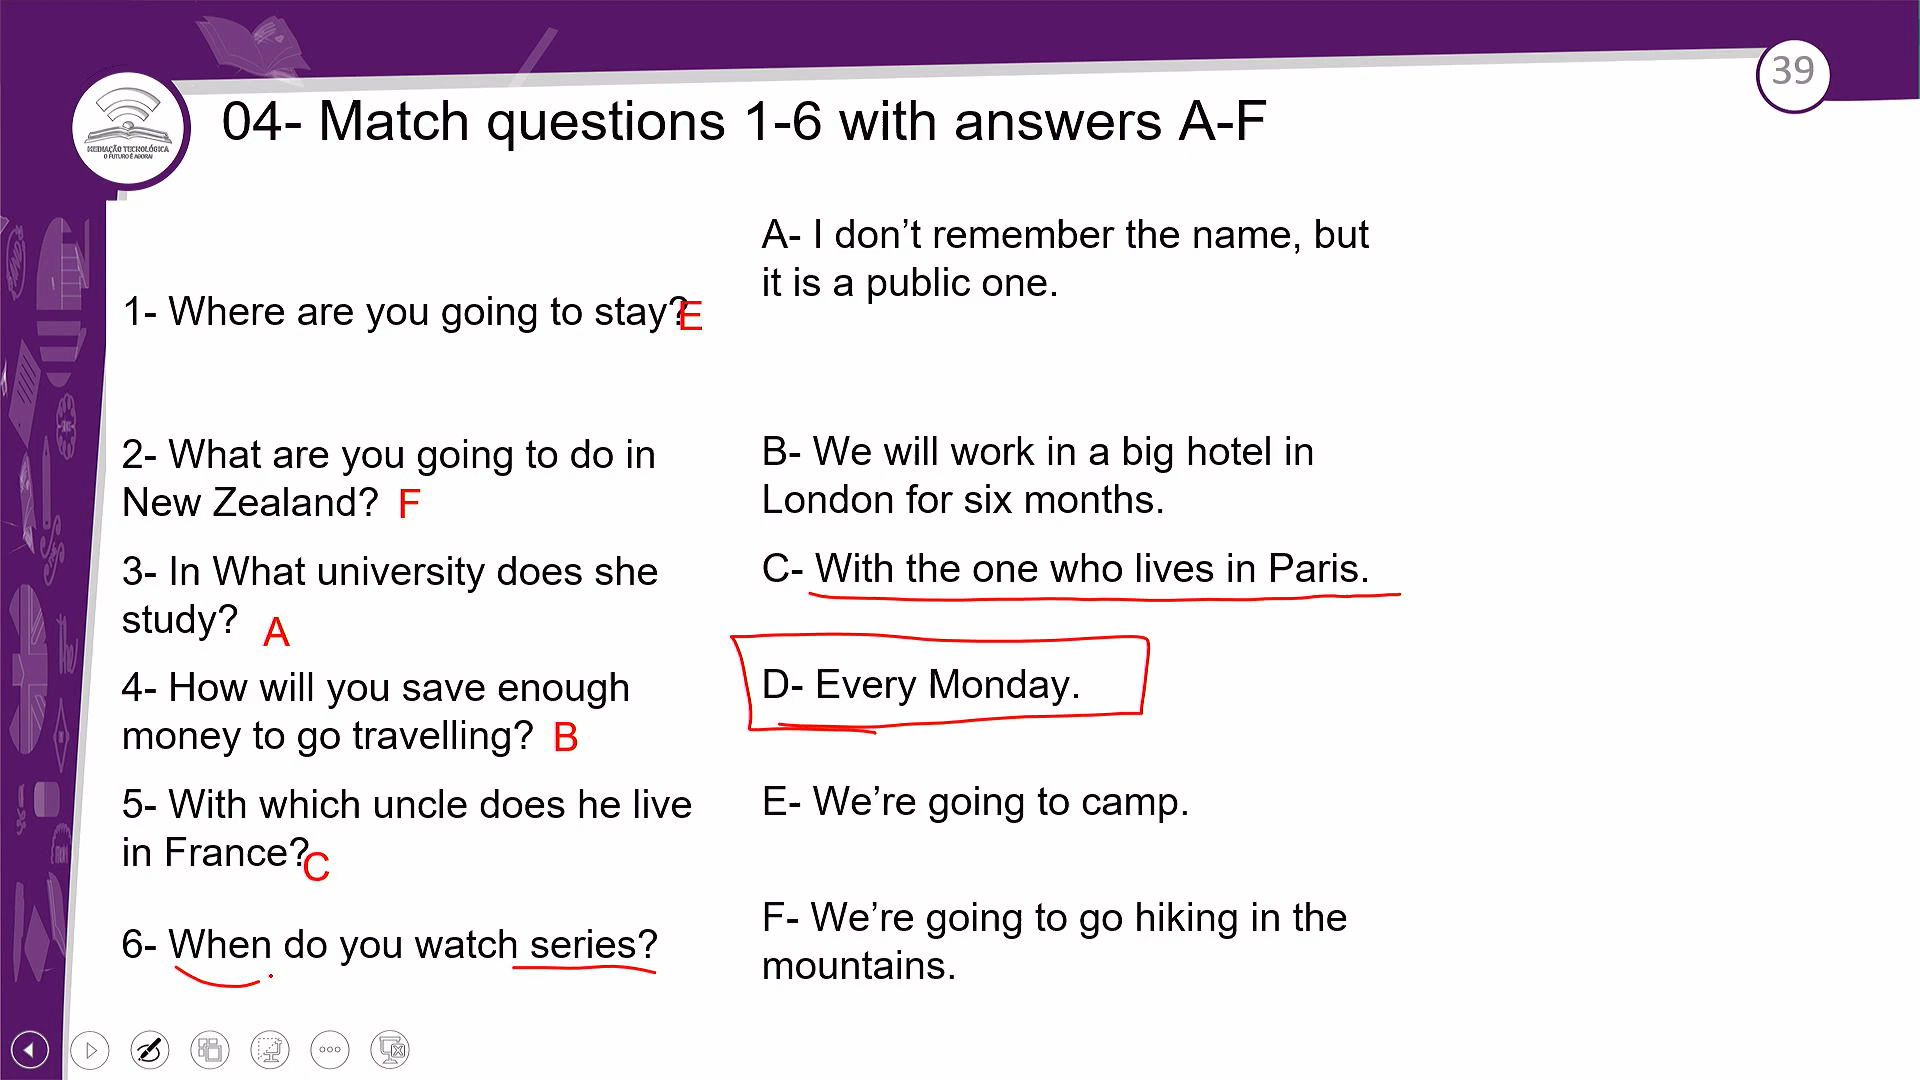 39
MEDIAÇÃO TECNOLÓGICA
O FUTURO É AGORA!
04- Match questions 1-6 with answers A-F
1- Where are you going to stay? E
2- What are you going to do in
New Zealand? F
3- In What university does she
study? A
4- How will you save enough
money to go travelling? B
5- With which uncle does he live
in France? C
6- When do you watch series?
A- I don’t remember the name, but
it is a public one.
B- We will work in a big hotel in
London for six months.
C- With the one who lives in Paris.
D- Every Monday.
E- We’re going to camp.
F- We’re going to go hiking in the
mountains.
the